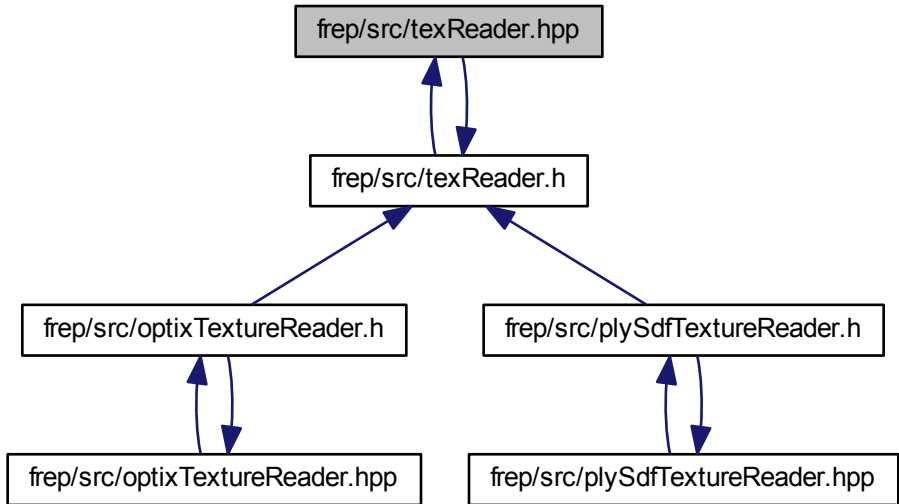 frep/src/texReader.hpp
frep/src/texReader.h
frep/src/optixTextureReader.h
frep/src/plySdfTextureReader.h
frep/src/optixTextureReader.hpp
frep/src/plySdfTextureReader.hpp